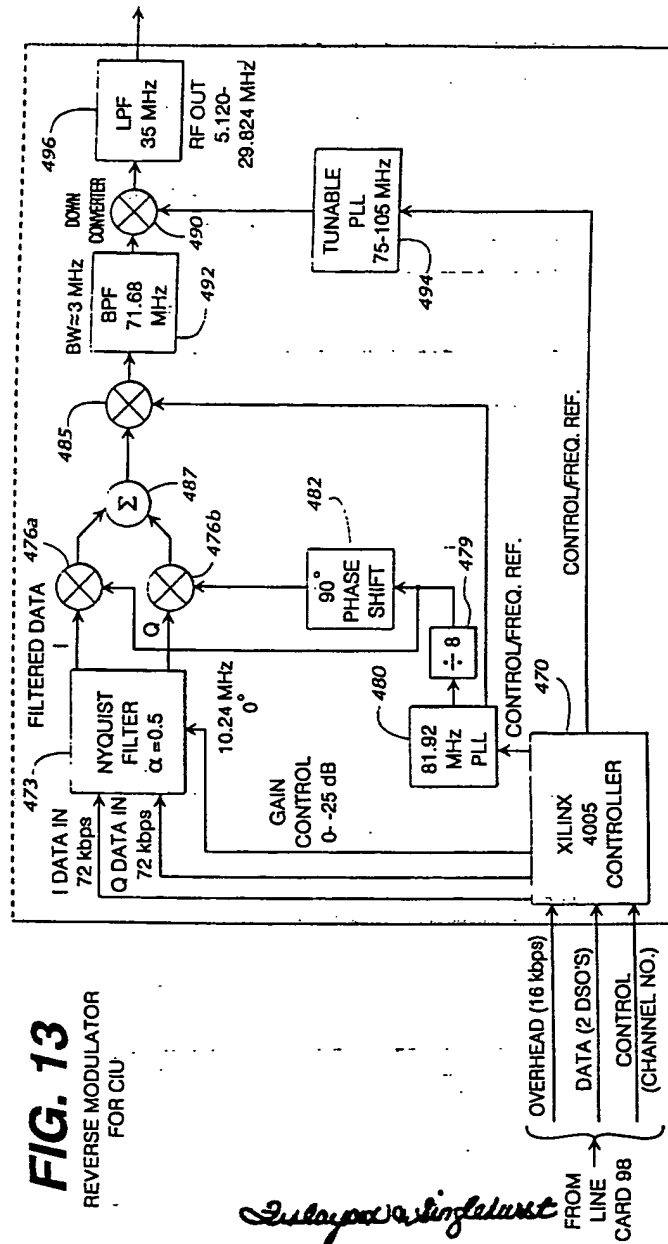 FIG. 13
REVERSE MODULATOR
FOR CIU
FROM
LINE
CARD 98
OVERHEAD (16 kbps)
DATA (2 DSO'S)
CONTROL
(CHANNEL NO.)
XILINX
4005
CONTROLLER
470
I DATA IN
72 kbps
Q DATA IN
72 kbps
GAIN
CONTROL
0- -25 dB
473
NYQUIST
FILTER
α = 0.5
FILTERED DATA
I
Q
10.24 MHz
0°
476a
476b
Σ
487
485
480
81.92
MHz
PLL
÷ 8
479
90°
PHASE
SHIFT
482
CONTROL/FREQ. REF.
CONTROL/FREQ. REF.
BW≈3 MHz
BPF
71.68
MHz
492
DOWN
CONVERTER
490
TUNABLE
PLL
75-105 MHz
494
496
LPF
35 MHz
RF OUT
5.120-
29.824 MHz